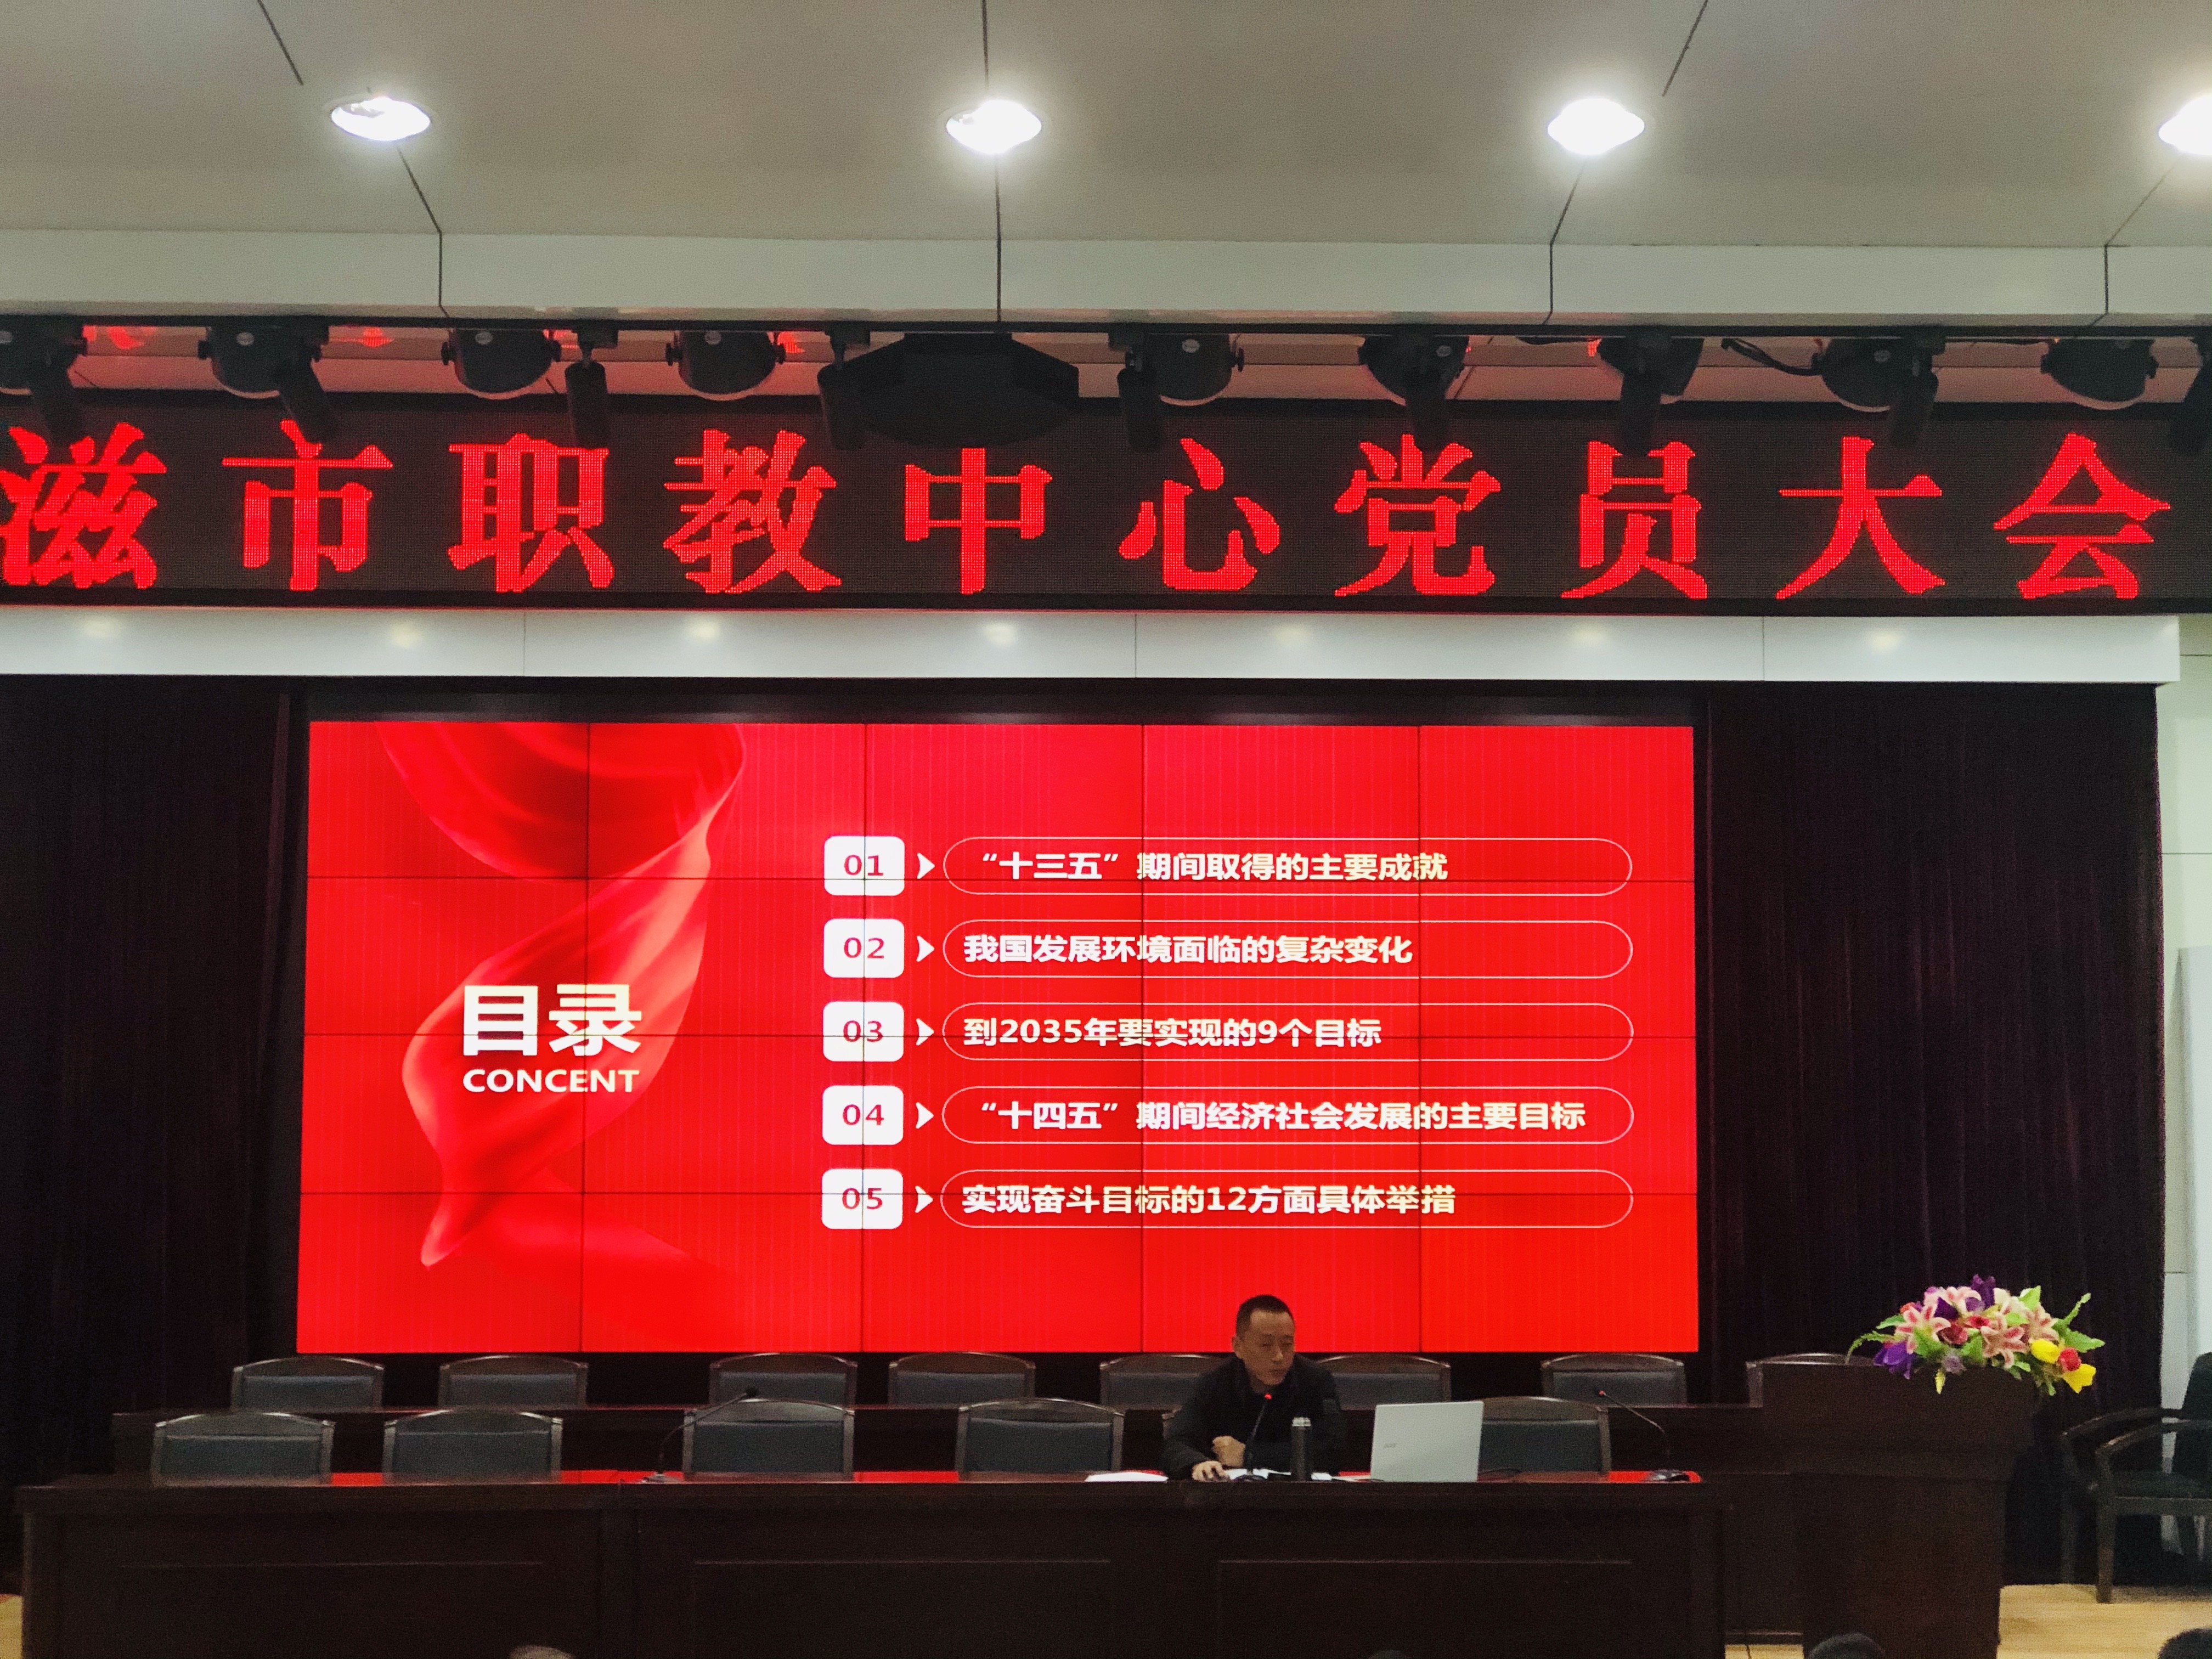 滋市职教中心党员大会
目录
CONCENT
01 “十三五”期间取得的主要成就
02 我国发展环境面临的复杂变化
03 到2035年要实现的9个目标
04 “十四五”期间经济社会发展的主要目标
05 实现奋斗目标的12方面具体举措